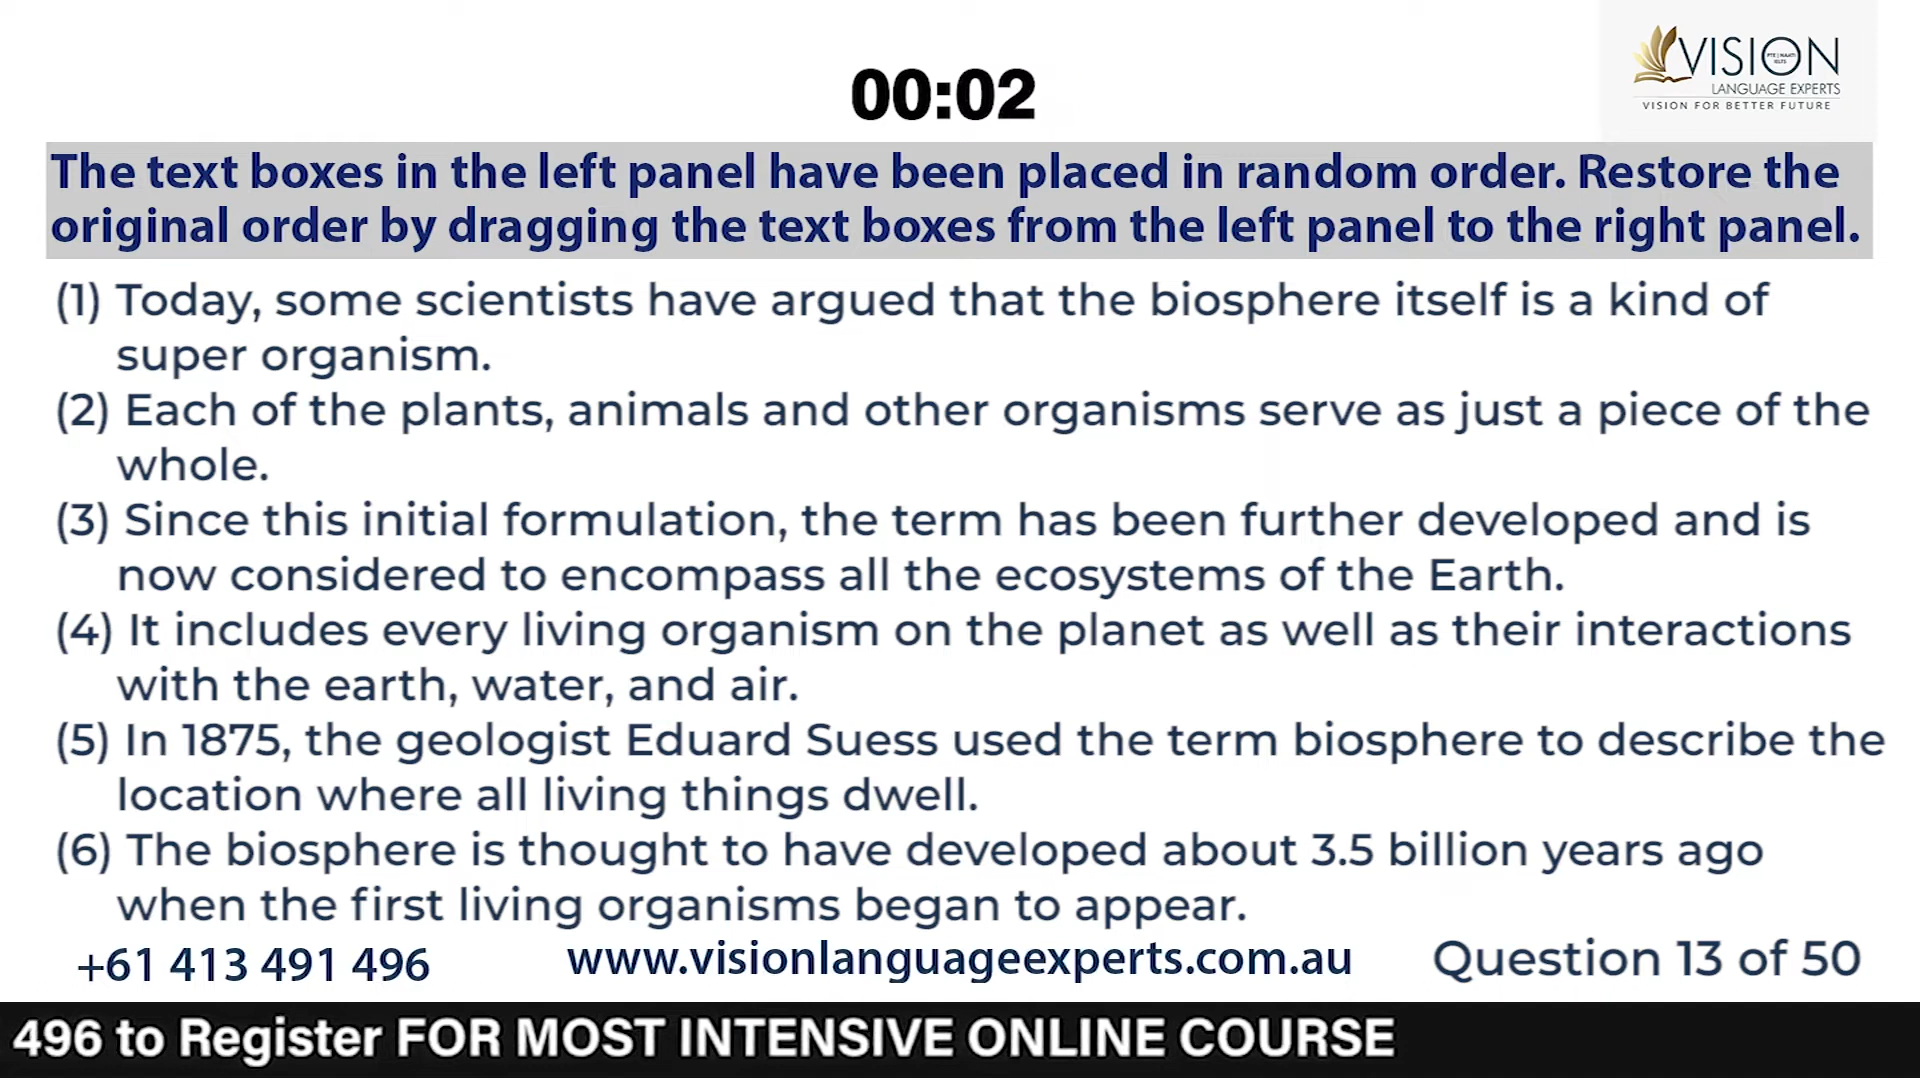 VISION
PTE | NAATI
IELTS
LANGUAGE EXPERTS
VISION FOR BETTER FUTURE
00:02
The text boxes in the left panel have been placed in random order. Restore the
original order by dragging the text boxes from the left panel to the right panel.
(1) Today, some scientists have argued that the biosphere itself is a kind of
super organism.
(2) Each of the plants, animals and other organisms serve as just a piece of the
whole.
(3) Since this initial formulation, the term has been further developed and is
now considered to encompass all the ecosystems of the Earth.
(4) It includes every living organism on the planet as well as their interactions
with the earth, water, and air.
(5) In 1875, the geologist Eduard Suess used the term biosphere to describe the
location where all living things dwell.
(6) The biosphere is thought to have developed about 3.5 billion years ago
when the first living organisms began to appear.
+61 413 491 496
www.visionlanguageexperts.com.au
Question 13 of 50
496 to Register FOR MOST INTENSIVE ONLINE COURSE